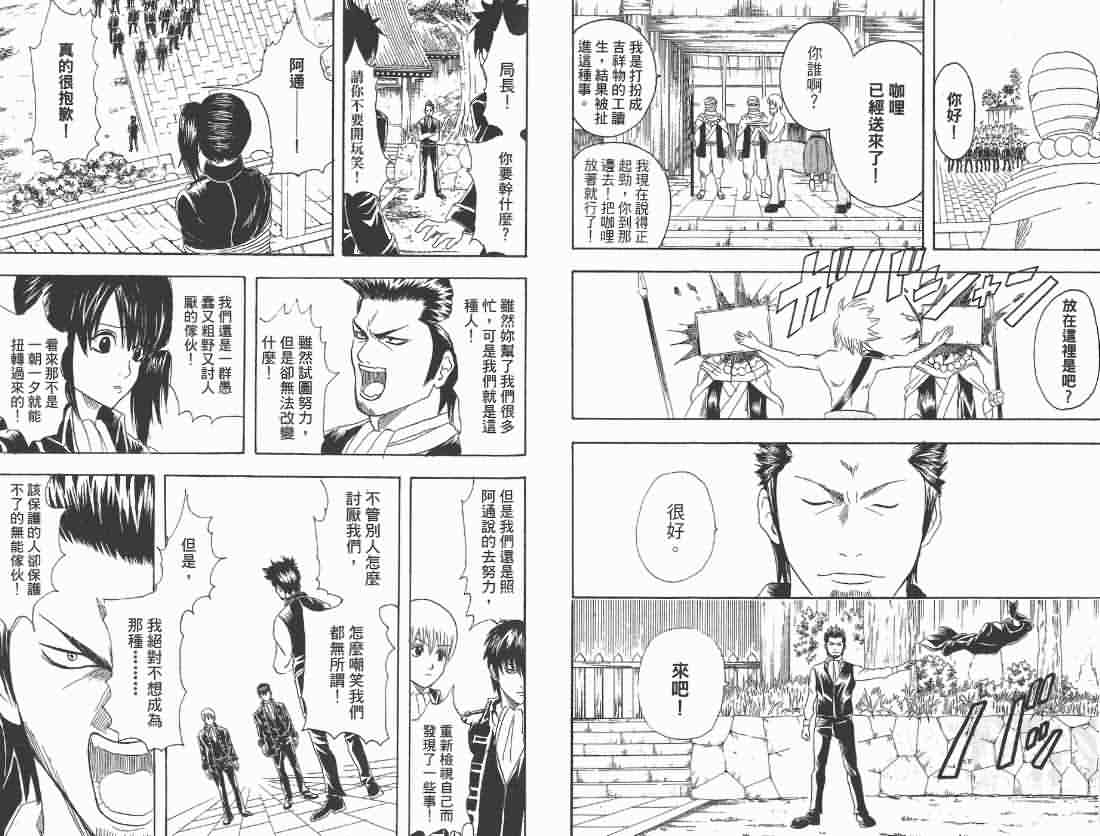 你好！
咖哩
已經送來了！
你誰啊？
我是打扮成
吉祥物的工讀
生，結果被扯
進這種事。
我現在說得正
起勁，你到那
邊去！把咖哩
放著就行了！
放在這裡是吧？
ガバシャン
很好。
來吧！
バッ
局長！
你要幹什麼？
請你不要開玩笑！
阿通
——！
真的很抱歉！
雖然妳幫了我們很多
忙，可是我們就是這
種人！
雖然試圖努力，
但是卻無法改變
什麼！
我們還是一群愚
蠢又粗野又討人
厭的傢伙！
看來那不是
一朝一夕就能
扭轉過來的！
但是我們還是照
阿通說的去努力，
重新檢視自己而
發現了一些事！
不管別人怎麼
討厭我們，
怎麼嘲笑我們
都無所謂！
但是，
我絕對不想成為
那種………
該保護的人卻保護
不了的無能傢伙！